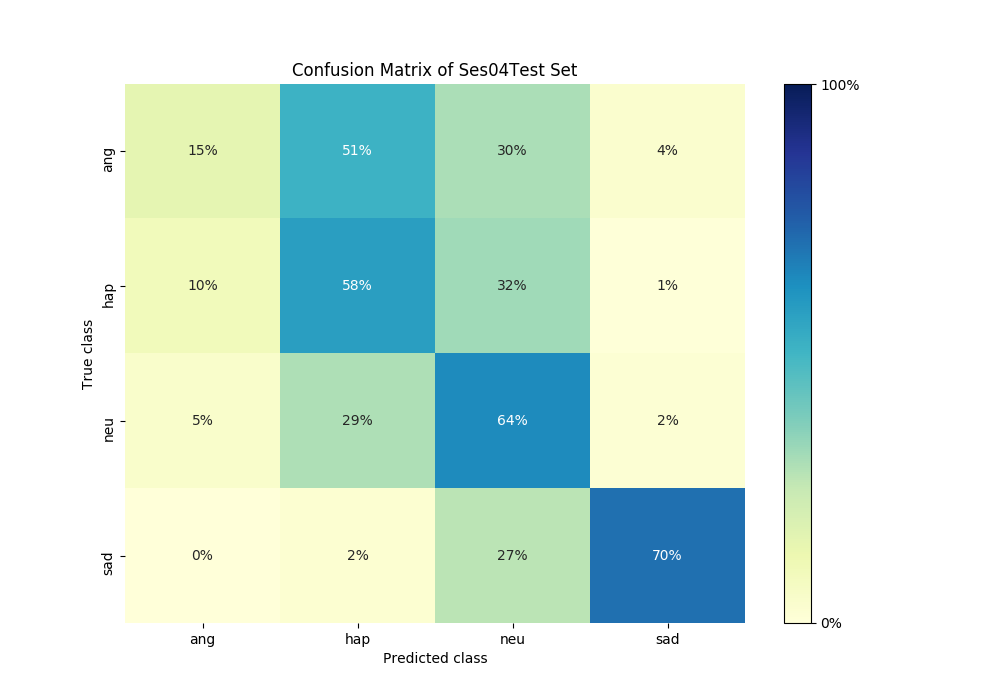 Confusion Matrix of Ses04Test Set
100%
ang 15% 51% 30% 4%
hap 10% 58% 32% 1%
True class
neu 5% 29% 64% 2%
sad 0% 2% 27% 70%
0%
ang hap neu sad
Predicted class